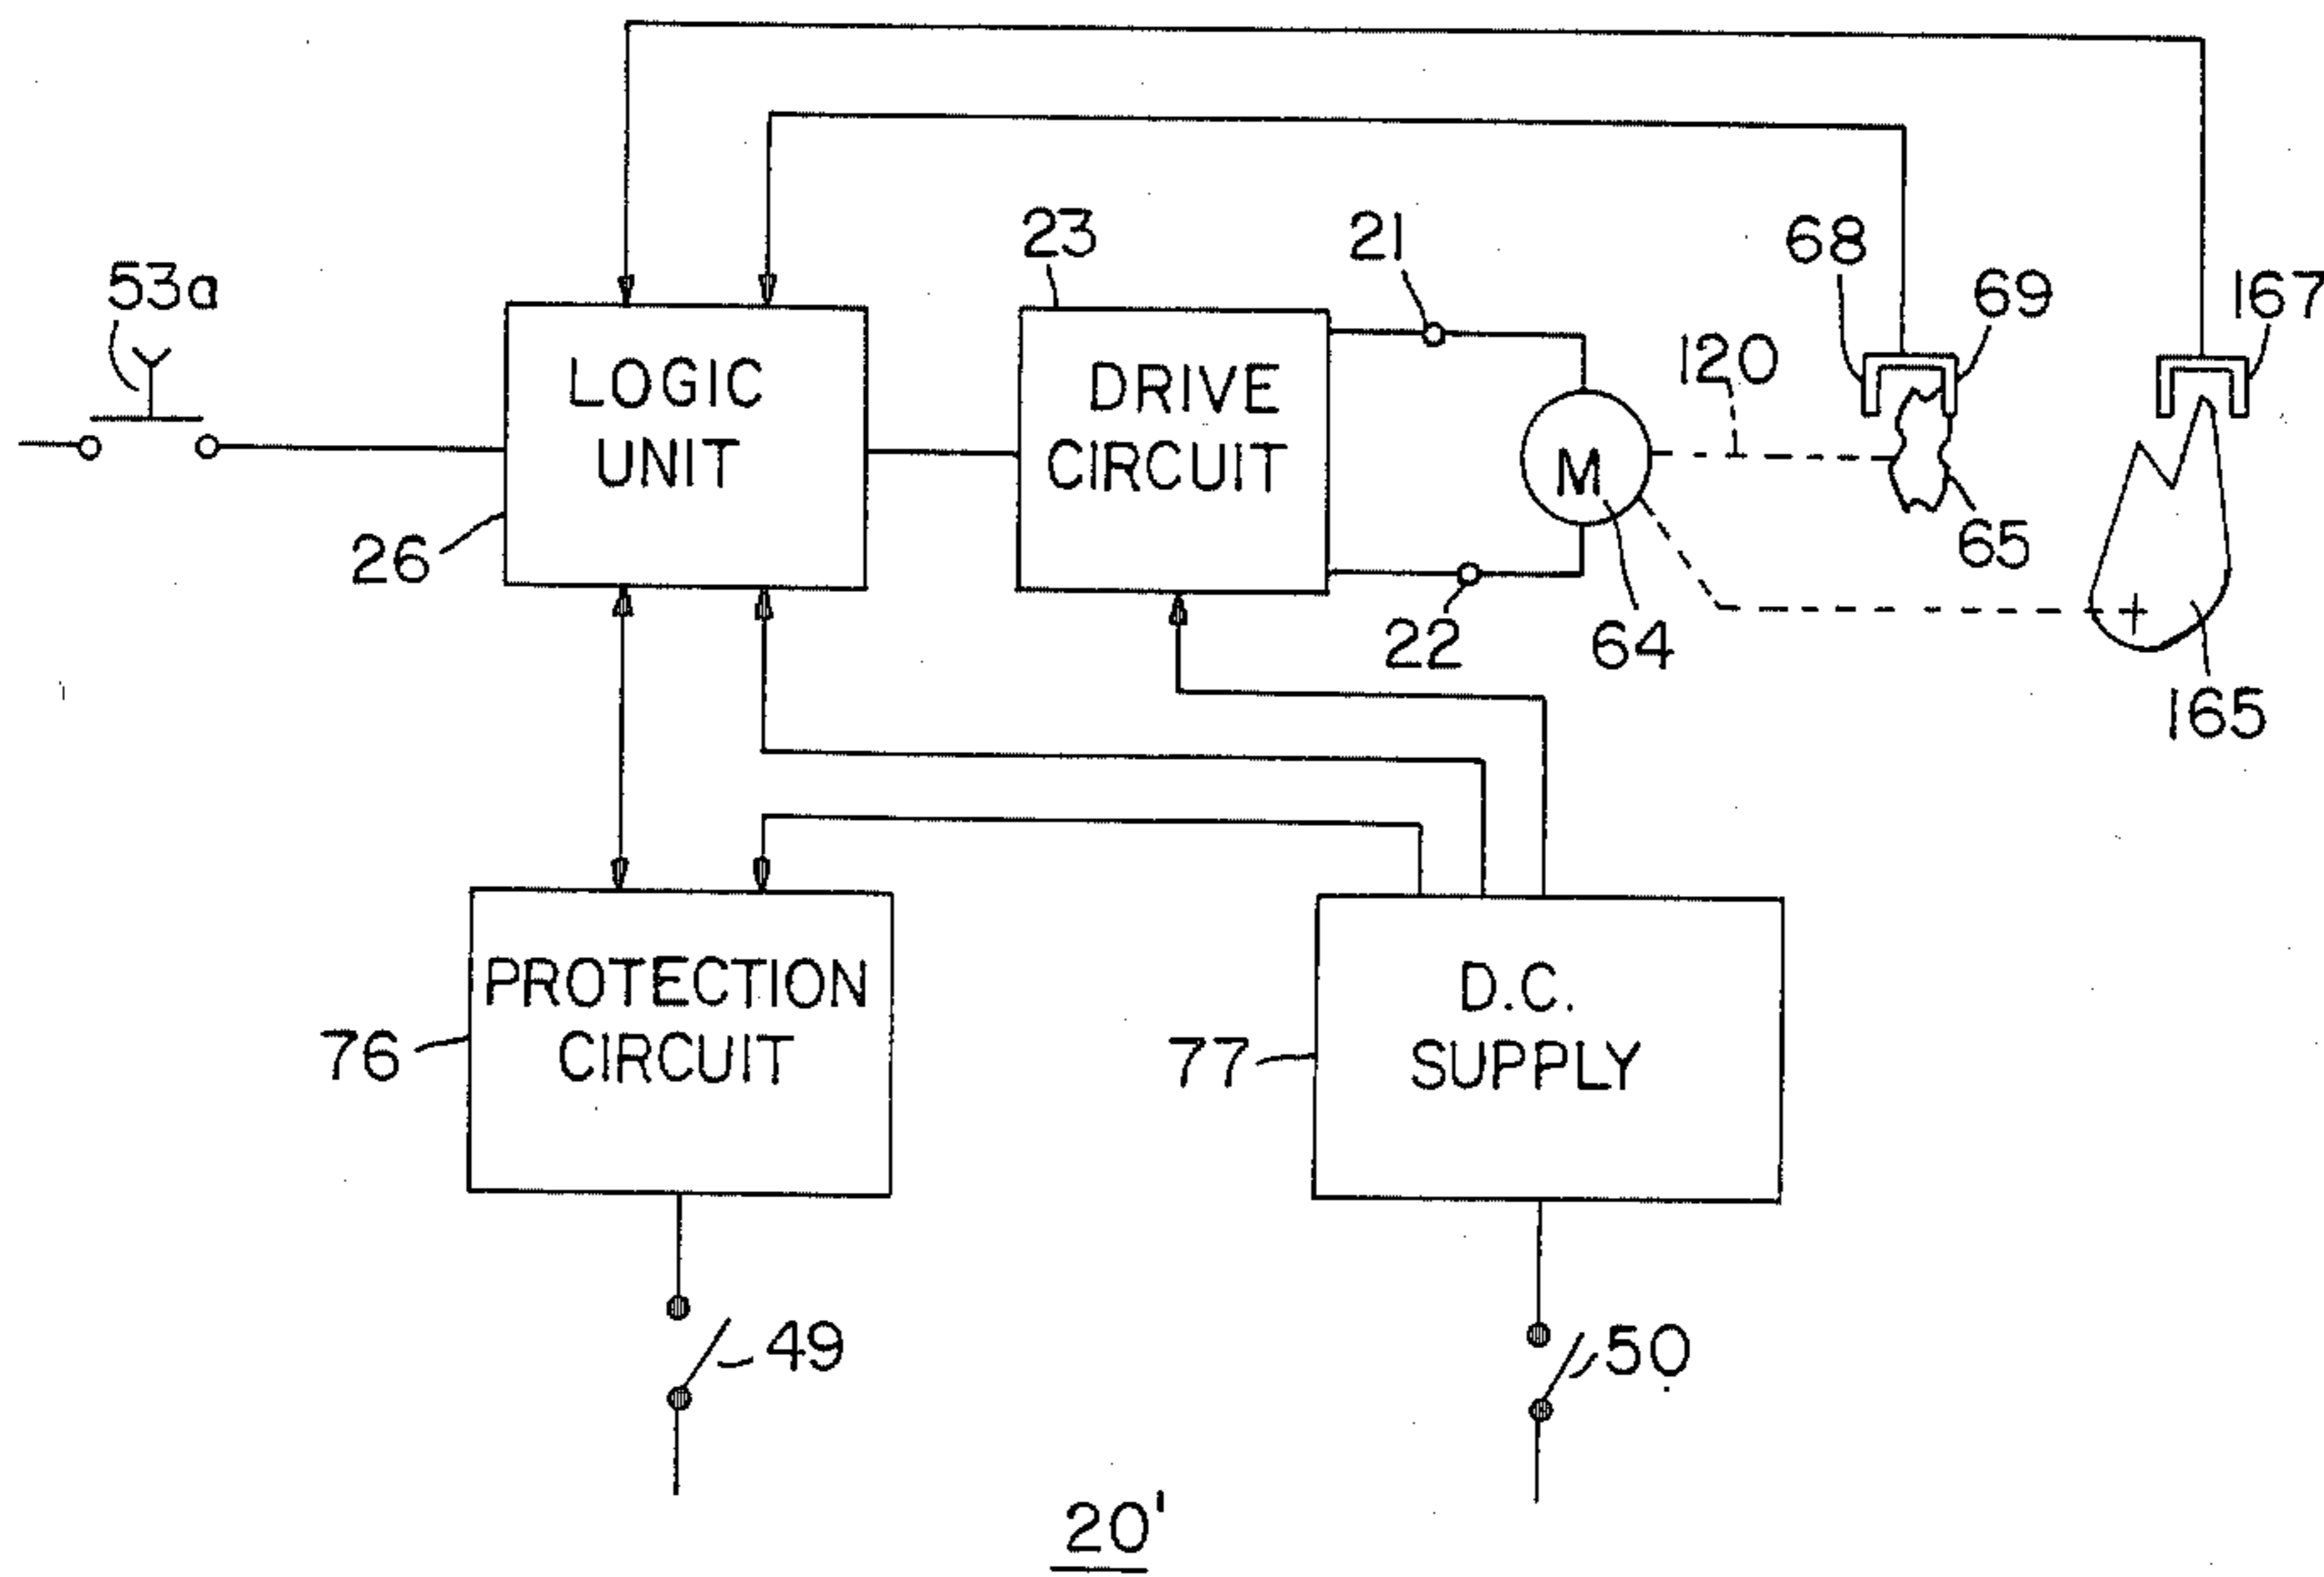 53a
LOGIC
UNIT
26
23
DRIVE
CIRCUIT
21
22
M
64
120
68
69
65
167
165
PROTECTION
CIRCUIT
76
D.C.
SUPPLY
77
49
50
20'